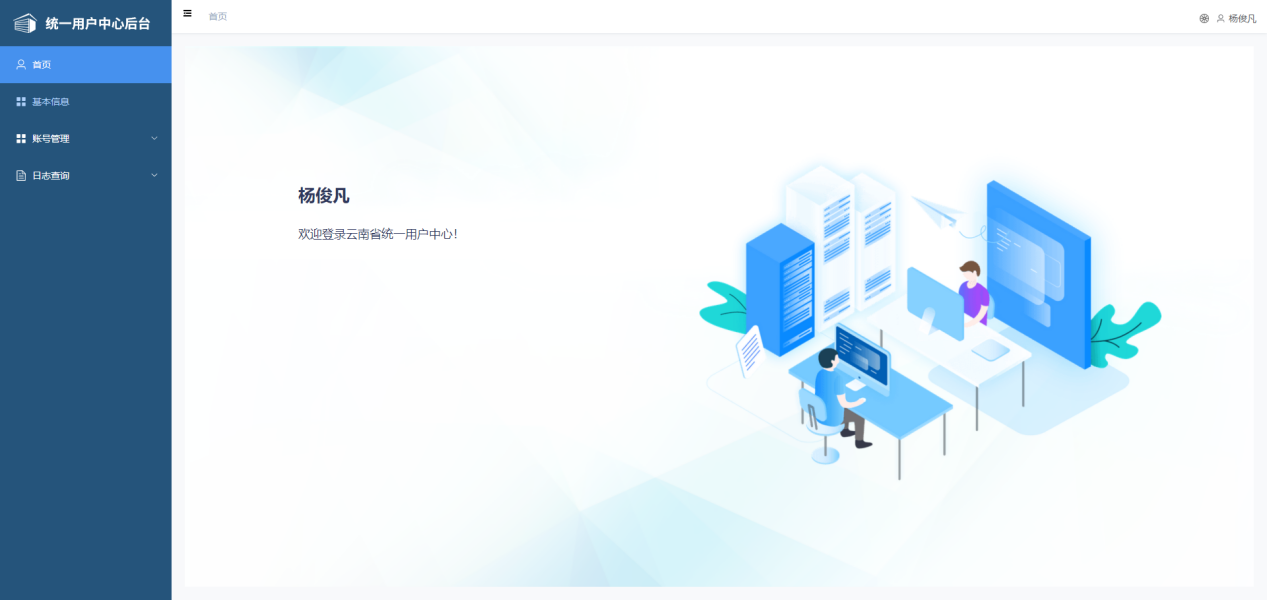 统一用户中心后台
首页
杨俊凡
首页
基本信息
账号管理
日志查询
杨俊凡
欢迎登录云南省统一用户中心！